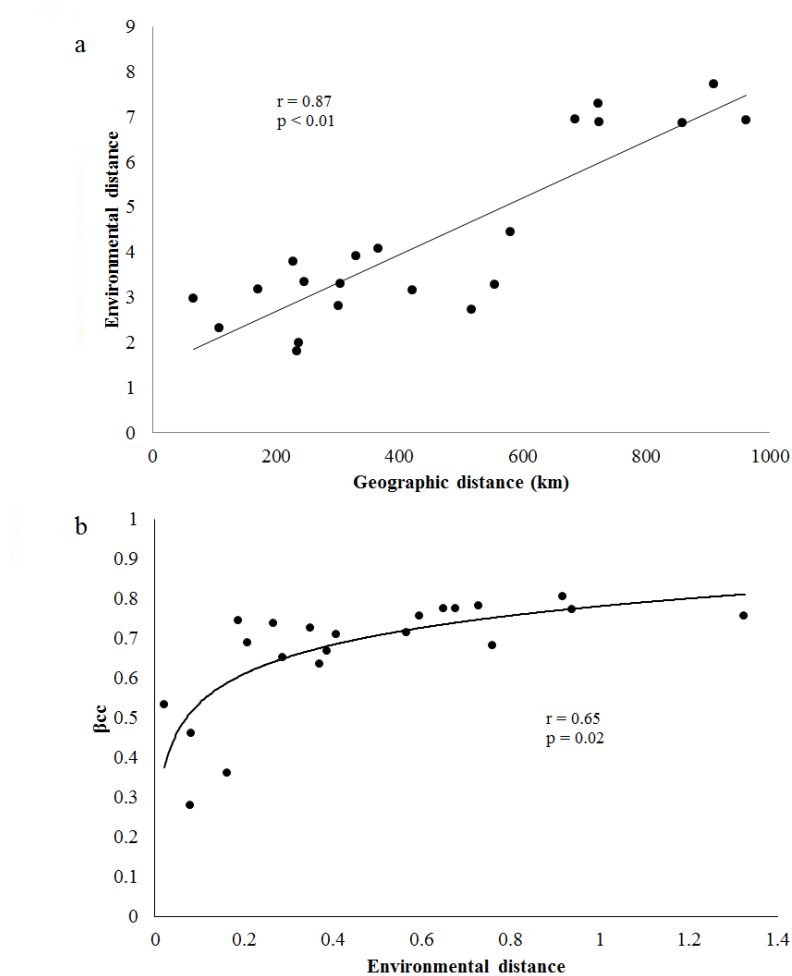 a
9
8
7
6
5
4
3
2
1
0
Environmental distance
r = 0.87
p < 0.01
0 200 400 600 800 1000
Geographic distance (km)
b
1
0.9
0.8
0.7
0.6
0.5
0.4
0.3
0.2
0.1
0
βcc
r = 0.65
p = 0.02
0 0.2 0.4 0.6 0.8 1 1.2 1.4
Environmental distance